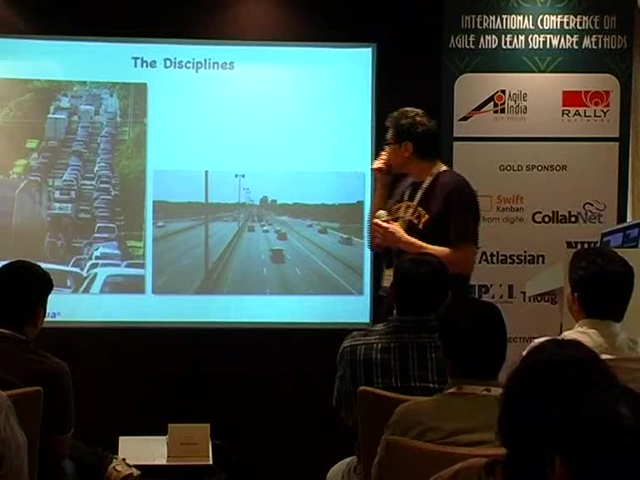 The Disciplines
INTERNATIONAL CONFERENCE ON
AGILE AND LEAN SOFTWARE METHODS
Agile
India
RALLY
SOFTWARE
GOLD SPONSOR
Swift
Kanban
from digite.
CollabNet
Atlassian